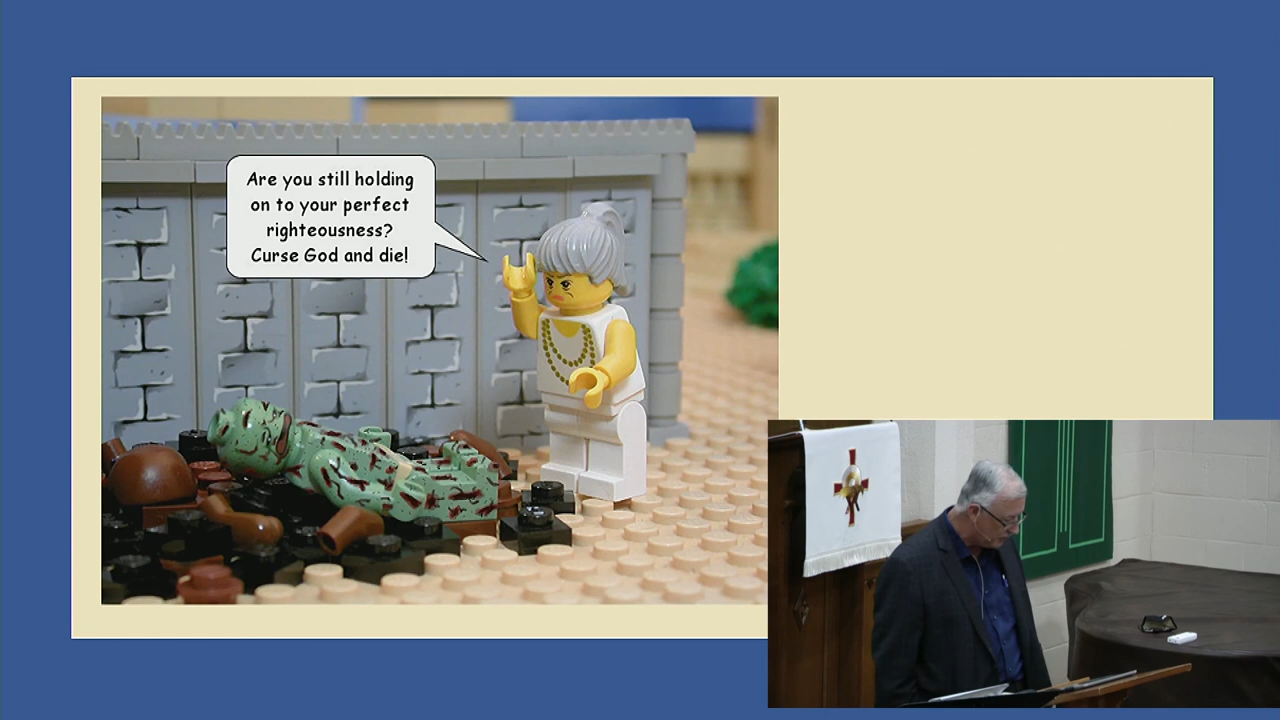 Are you still holding
on to your perfect
righteousness?
Curse God and die!